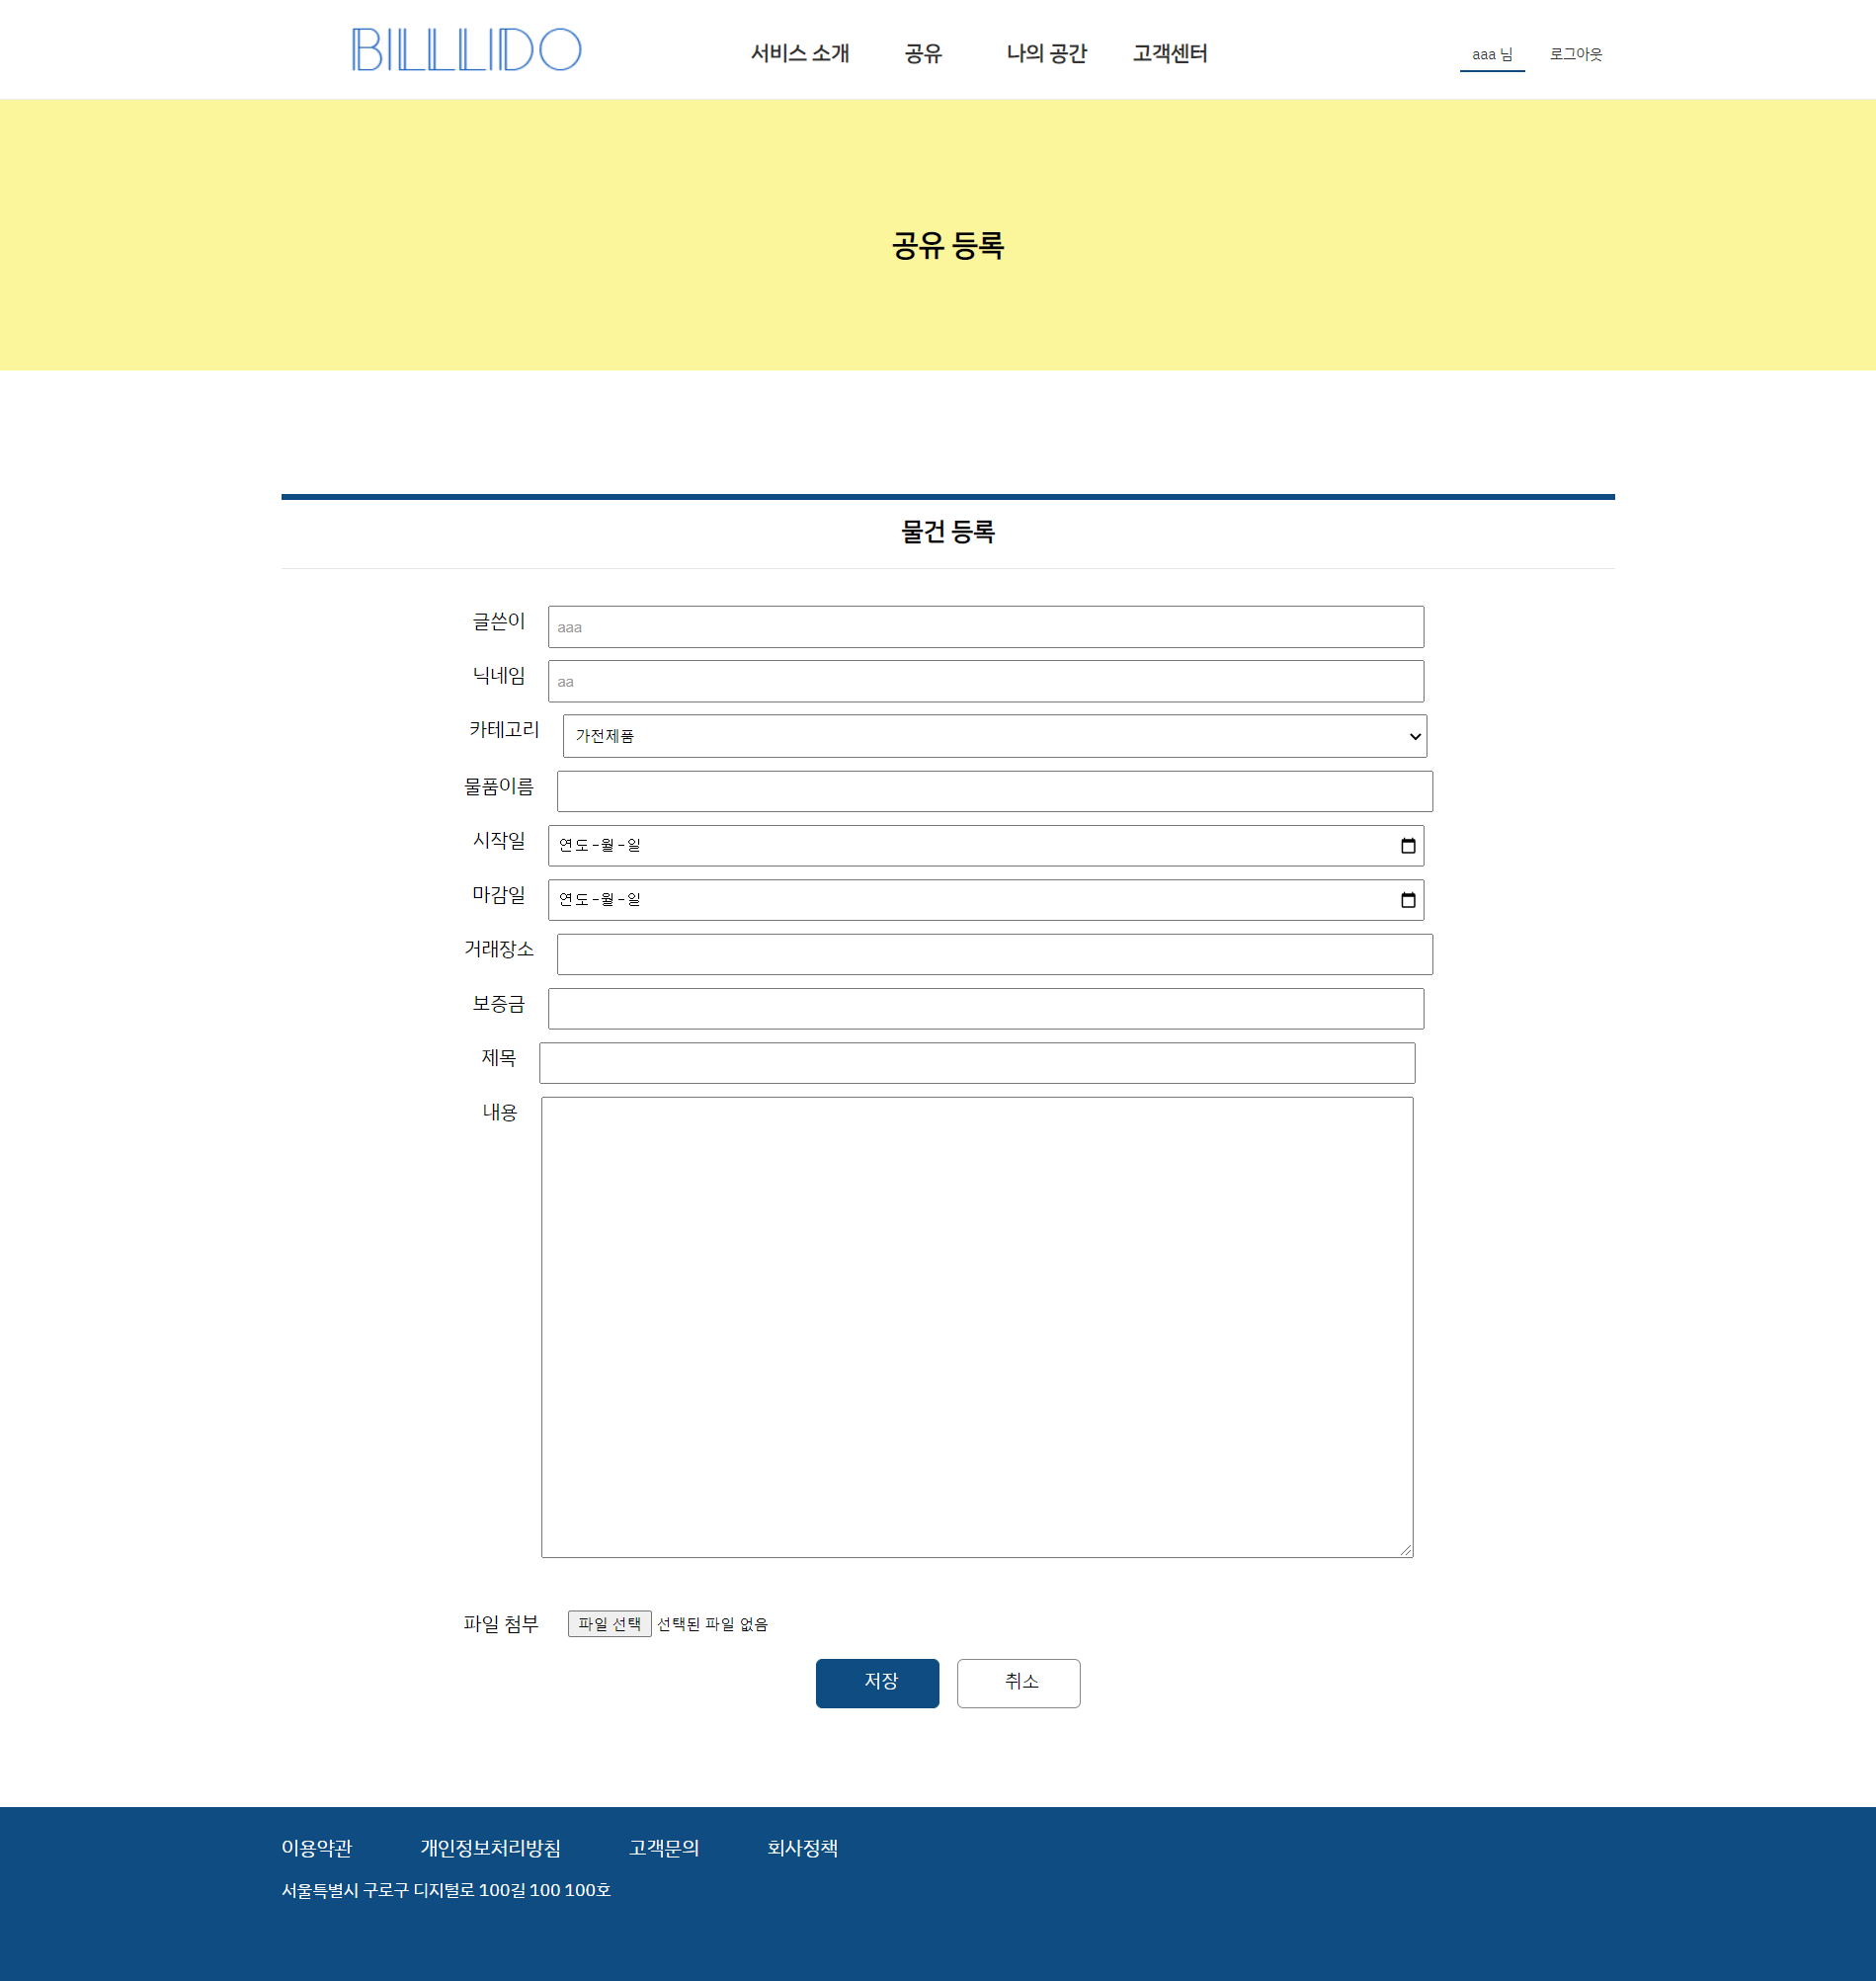 BILLLIDO 서비스 소개 공유 나의 공간 고객센터 aaa 님 로그아웃
공유 등록
물건 등록
글쓴이 aaa
닉네임 aa
카테고리 가전제품
물품이름
시작일 연도-월-일
마감일 연도-월-일
거래장소
보증금
제목
내용
파일 첨부 파일 선택 선택된 파일 없음
저장 취소
이용약관 개인정보처리방침 고객문의 회사정책
서울특별시 구로구 디지털로 100길 100 100호